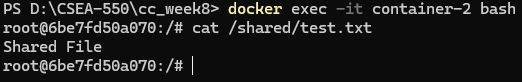 PS D:\CSEA-550\cc_week8> docker exec -it container-2 bash
root@6be7fd50a070:/# cat /shared/test.txt
Shared File
root@6be7fd50a070:/#